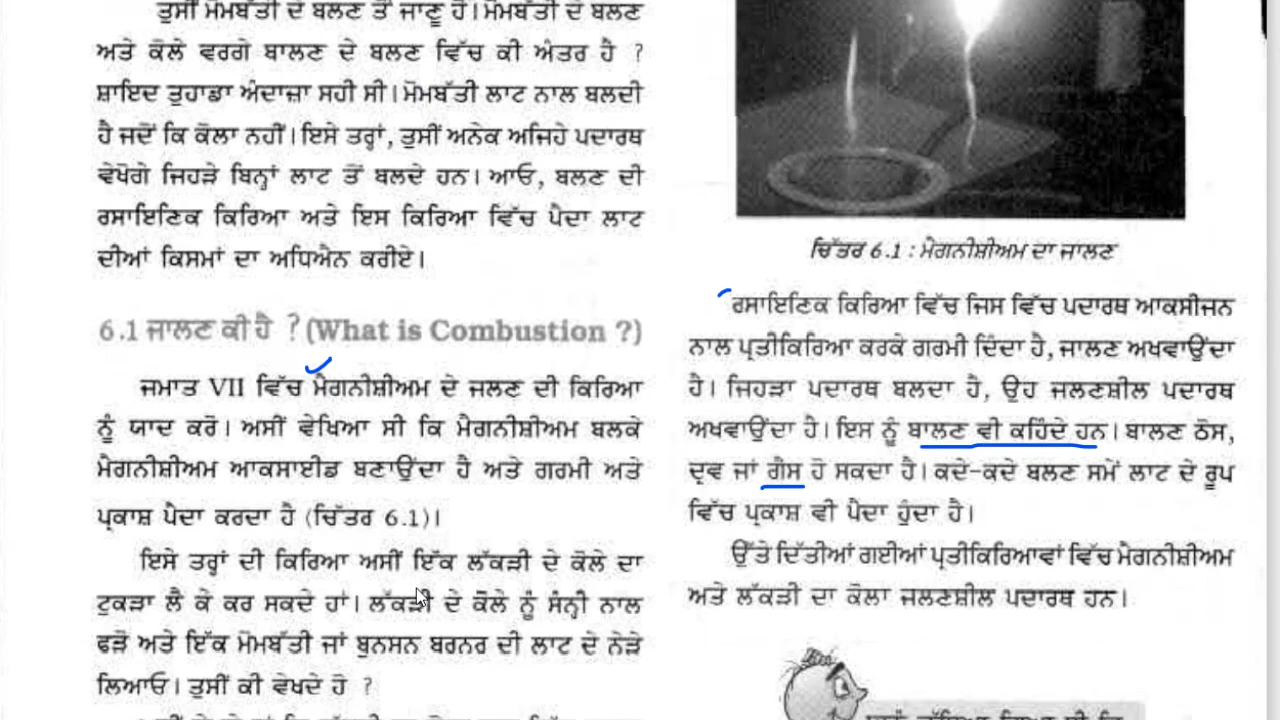 ਤੁਸੀਂ ਮੋਮਬੱਤੀ ਦੇ ਬਲਣ ਤੋਂ ਜਾਣੂ ਹੋ। ਮੋਮਬੱਤੀ ਦੇ ਬਲਣ
ਅਤੇ ਕੋਲੇ ਵਰਗੇ ਬਾਲਣ ਦੇ ਬਲਣ ਵਿੱਚ ਕੀ ਅੰਤਰ ਹੈ ?
ਸ਼ਾਇਦ ਤੁਹਾਡਾ ਅੰਦਾਜ਼ਾ ਸਹੀ ਸੀ। ਮੋਮਬੱਤੀ ਲਾਟ ਨਾਲ ਬਲਦੀ
ਹੈ ਜਦੋਂ ਕਿ ਕੋਲਾ ਨਹੀਂ। ਇਸੇ ਤਰ੍ਹਾਂ, ਤੁਸੀਂ ਅਨੇਕ ਅਜਿਹੇ ਪਦਾਰਥ
ਵੇਖੋਗੇ ਜਿਹੜੇ ਬਿਨ੍ਹਾਂ ਲਾਟ ਤੋਂ ਬਲਦੇ ਹਨ। ਆਓ, ਬਲਣ ਦੀ
ਰਸਾਇਣਿਕ ਕਿਰਿਆ ਅਤੇ ਇਸ ਕਿਰਿਆ ਵਿੱਚ ਪੈਦਾ ਲਾਟ
ਦੀਆਂ ਕਿਸਮਾਂ ਦਾ ਅਧਿਐਨ ਕਰੀਏ।
6.1 ਜਾਲਣ ਕੀ ਹੈ ? (What is Combustion ?)
ਜਮਾਤ VII ਵਿੱਚ ਮੈਗਨੀਸ਼ੀਅਮ ਦੇ ਜਲਣ ਦੀ ਕਿਰਿਆ
ਨੂੰ ਯਾਦ ਕਰੋ। ਅਸੀਂ ਵੇਖਿਆ ਸੀ ਕਿ ਮੈਗਨੀਸ਼ੀਅਮ ਬਲਕੇ
ਮੈਗਨੀਸ਼ੀਅਮ ਆਕਸਾਈਡ ਬਣਾਉਂਦਾ ਹੈ ਅਤੇ ਗਰਮੀ ਅਤੇ
ਪ੍ਰਕਾਸ਼ ਪੈਦਾ ਕਰਦਾ ਹੈ (ਚਿੱਤਰ 6.1)।
ਇਸੇ ਤਰ੍ਹਾਂ ਦੀ ਕਿਰਿਆ ਅਸੀਂ ਇੱਕ ਲੱਕੜੀ ਦੇ ਕੋਲੇ ਦਾ
ਟੁਕੜਾ ਲੈ ਕੇ ਕਰ ਸਕਦੇ ਹਾਂ। ਲੱਕੜੀ ਦੇ ਕੋਲੇ ਨੂੰ ਸੰਨ੍ਹੀ ਨਾਲ
ਫੜੋ ਅਤੇ ਇੱਕ ਮੋਮਬੱਤੀ ਜਾਂ ਬੁਨਸਨ ਬਰਨਰ ਦੀ ਲਾਟ ਦੇ ਨੇੜੇ
ਲਿਆਓ। ਤੁਸੀਂ ਕੀ ਵੇਖਦੇ ਹੋ ?
ਚਿੱਤਰ 6.1 : ਮੈਗਨੀਸ਼ੀਅਮ ਦਾ ਜਾਲਣ
ਰਸਾਇਣਿਕ ਕਿਰਿਆ ਵਿੱਚ ਜਿਸ ਵਿੱਚ ਪਦਾਰਥ ਆਕਸੀਜਨ
ਨਾਲ ਪ੍ਰਤੀਕਿਰਿਆ ਕਰਕੇ ਗਰਮੀ ਦਿੰਦਾ ਹੈ, ਜਾਲਣ ਅਖਵਾਉਂਦਾ
ਹੈ। ਜਿਹੜਾ ਪਦਾਰਥ ਬਲਦਾ ਹੈ, ਉਹ ਜਲਣਸ਼ੀਲ ਪਦਾਰਥ
ਅਖਵਾਉਂਦਾ ਹੈ। ਇਸ ਨੂੰ ਬਾਲਣ ਵੀ ਕਹਿੰਦੇ ਹਨ। ਬਾਲਣ ਠੋਸ,
ਦ੍ਰਵ ਜਾਂ ਗੈਸ ਹੋ ਸਕਦਾ ਹੈ। ਕਦੇ-ਕਦੇ ਬਲਣ ਸਮੇਂ ਲਾਟ ਦੇ ਰੂਪ
ਵਿੱਚ ਪ੍ਰਕਾਸ਼ ਵੀ ਪੈਦਾ ਹੁੰਦਾ ਹੈ।
ਉੱਤੇ ਦਿੱਤੀਆਂ ਗਈਆਂ ਪ੍ਰਤੀਕਿਰਿਆਵਾਂ ਵਿੱਚ ਮੈਗਨੀਸ਼ੀਅਮ
ਅਤੇ ਲੱਕੜੀ ਦਾ ਕੋਲਾ ਜਲਣਸ਼ੀਲ ਪਦਾਰਥ ਹਨ।